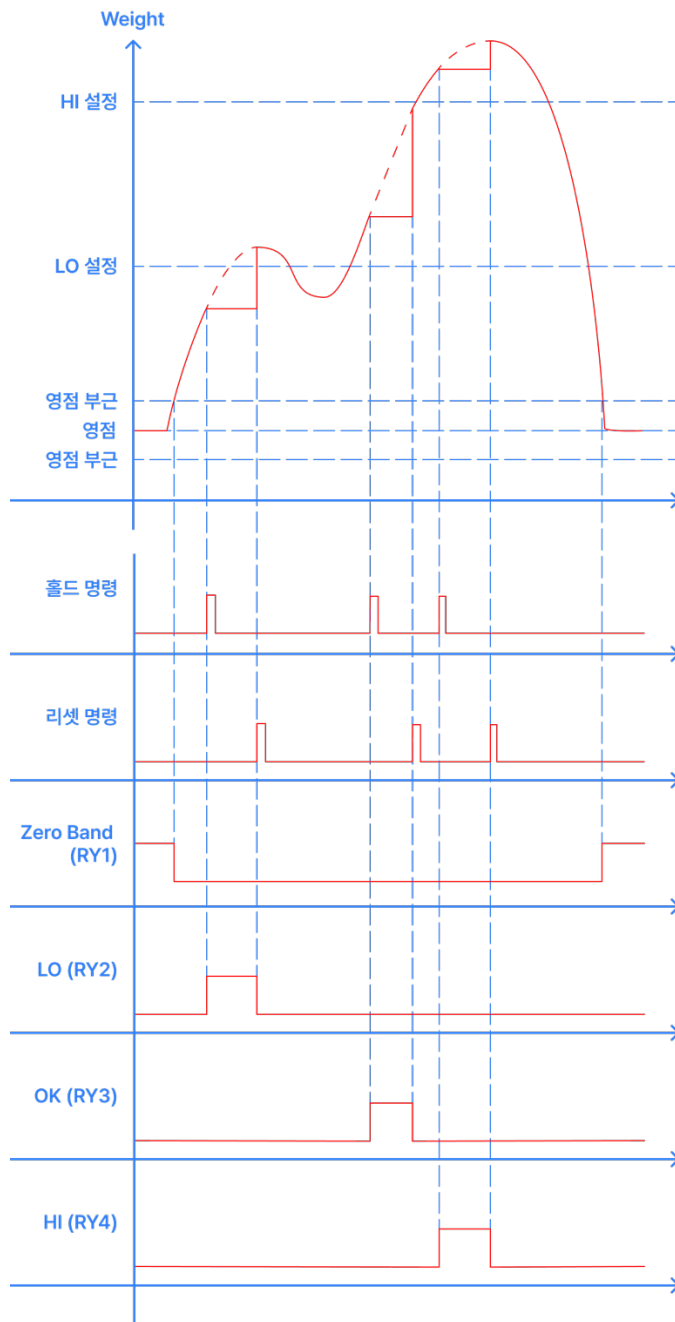 Weight
HI 설정
LO 설정
영점 부근
영점
영점 부근
홀드 명령
리셋 명령
Zero Band
(RY1)
LO (RY2)
OK (RY3)
HI (RY4)